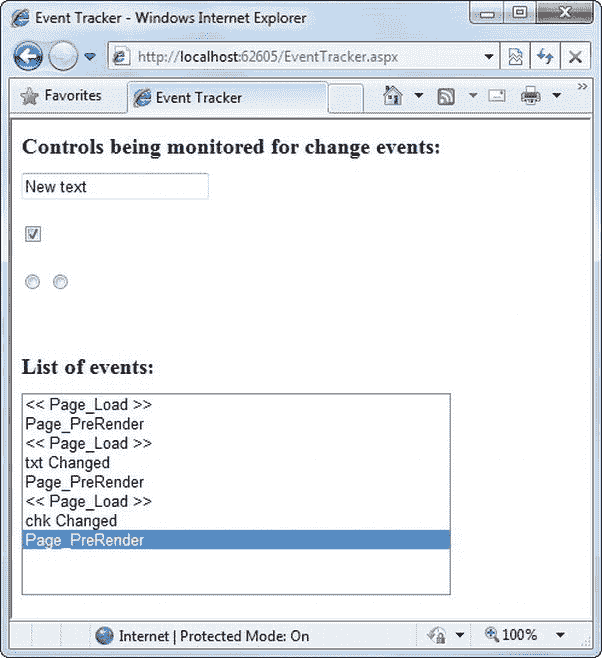 Event Tracker - Windows Internet Explorer
http://localhost:62605/EventTracker.aspx
Favorites
Event Tracker
Controls being monitored for change events:
New text
List of events:
<< Page_Load >>
Page_PreRender
<< Page_Load >>
txt Changed
Page_PreRender
<< Page_Load >>
chk Changed
Page_PreRender
Internet | Protected Mode: On
100%